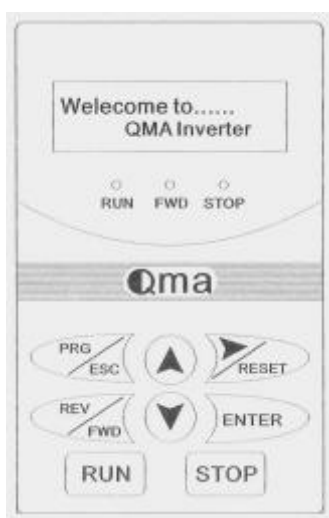 Welecome to......
QMA Inverter
RUN FWD STOP
Qma
PRG/ESC ➤/RESET
REV/FWD ENTER
RUN STOP